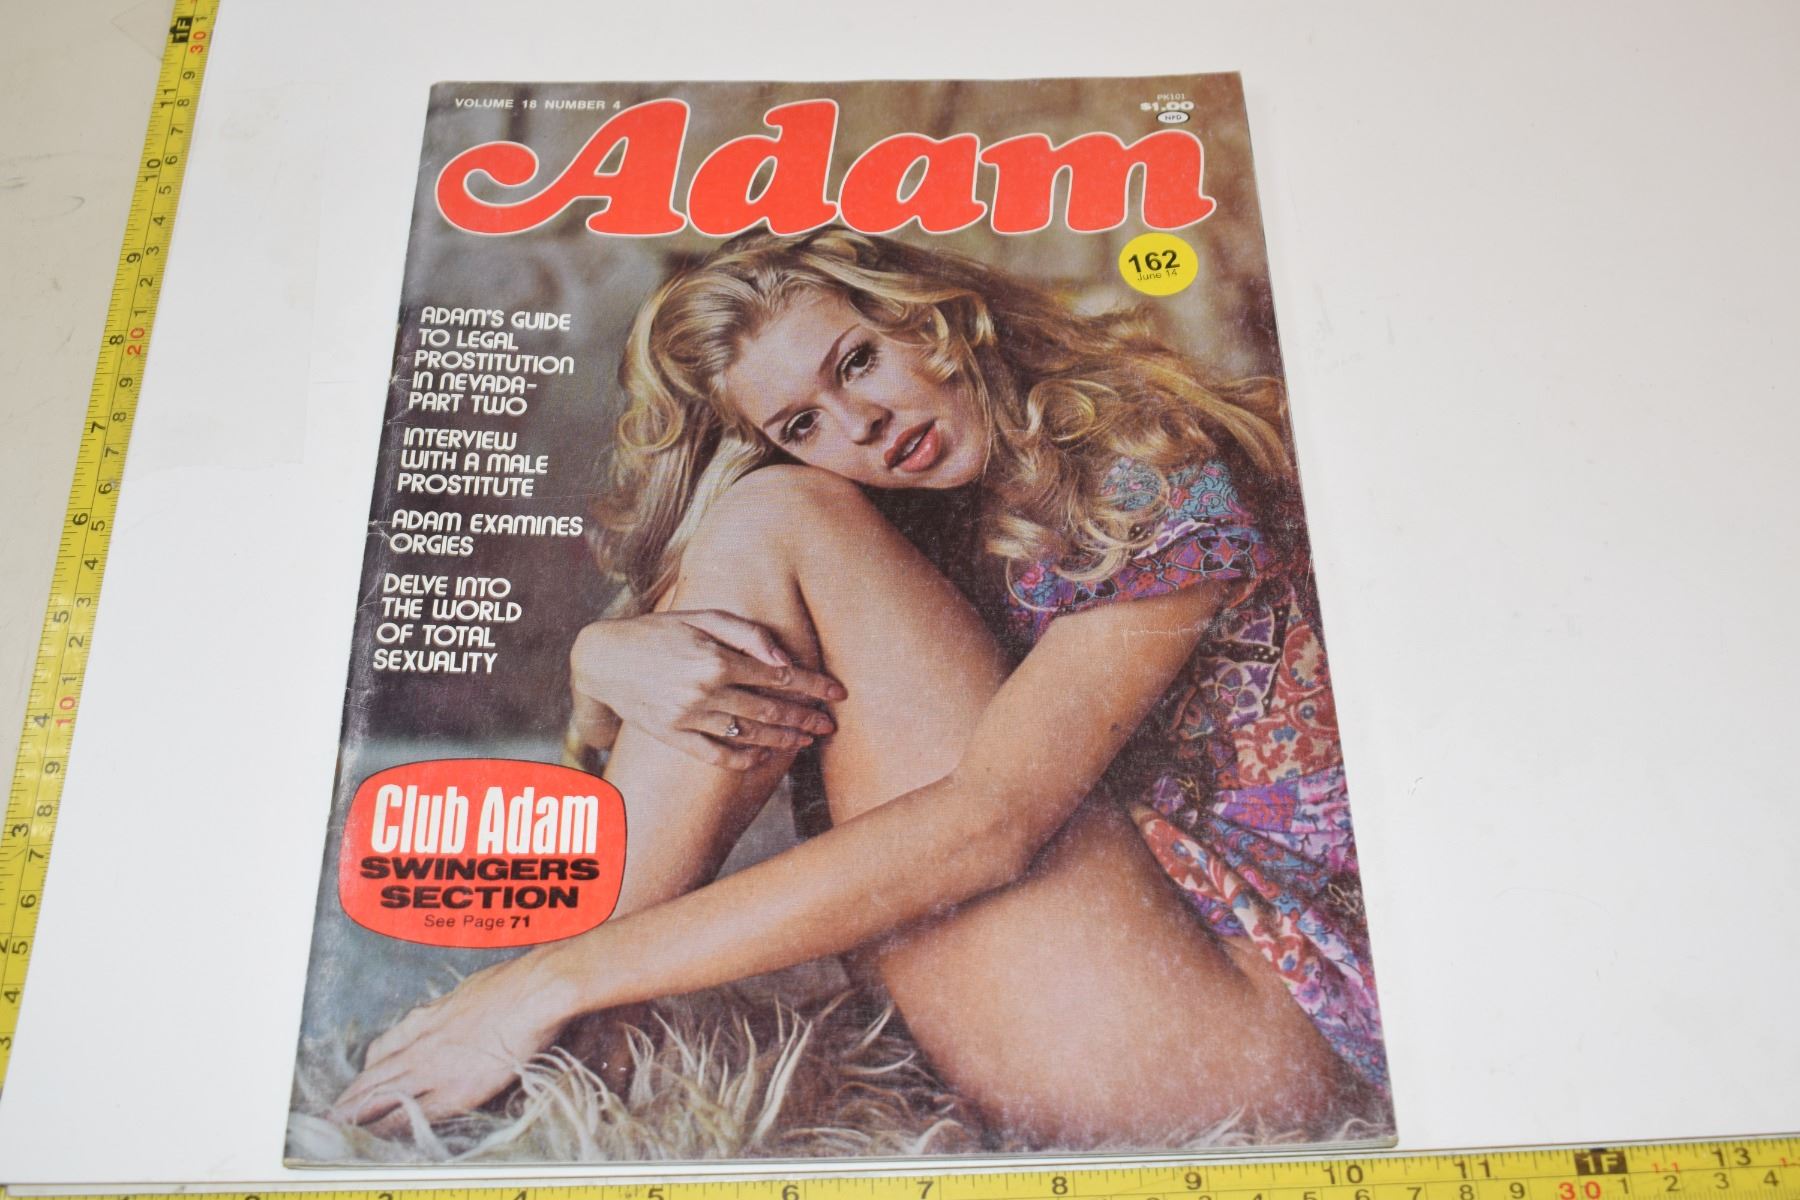 VOLUME 18 NUMBER 4
PK101
$1.00
NPD
Adam
162
June 14
ADAM'S GUIDE
TO LEGAL
PROSTITUTION
IN NEVADA-
PART TWO
INTERVIEW
WITH A MALE
PROSTITUTE
ADAM EXAMINES
ORGIES
DELVE INTO
THE WORLD
OF TOTAL
SEXUALITY
Club Adam
SWINGERS
SECTION
See Page 71